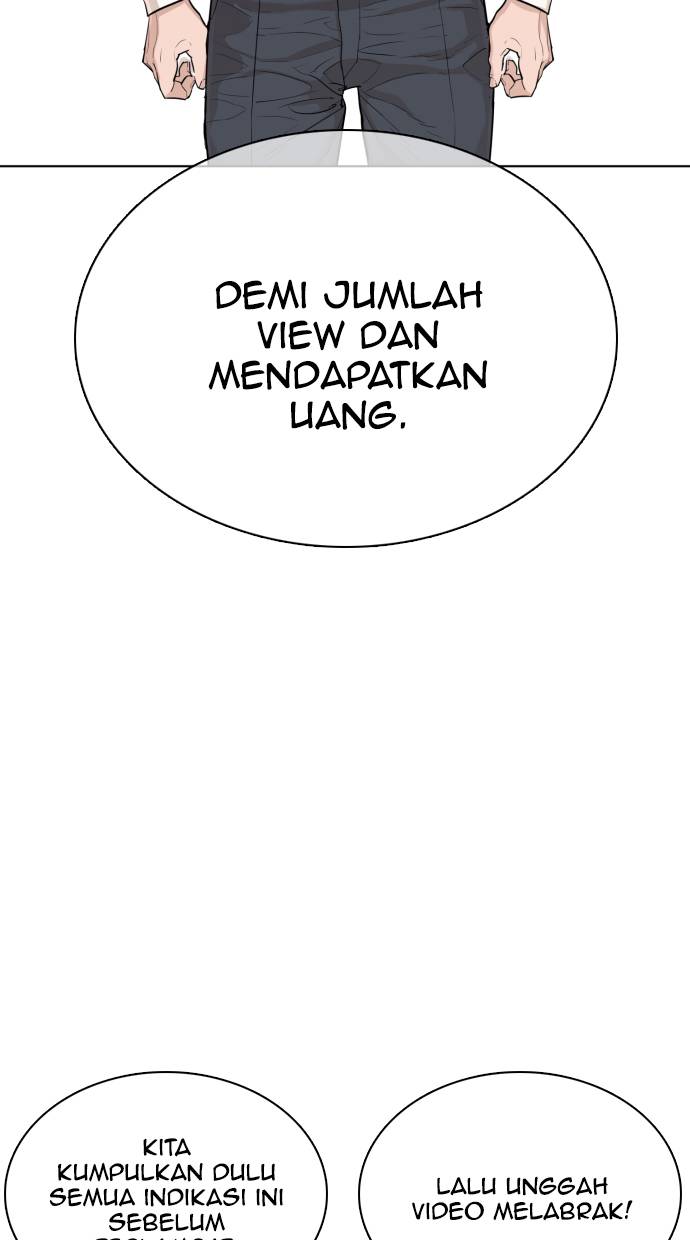 DEMI JUMLAH
VIEW DAN
MENDAPATKAN
UANG.
KITA
KUMPULKAN DULU
SEMUA INDIKASI INI
SEBELUM
LALU UNGGAH
VIDEO MELABRAK!